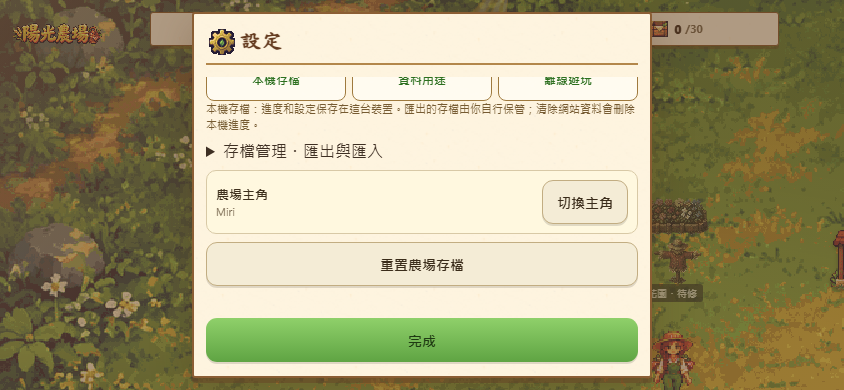 陽光農場
設定
0 /30
本機存檔
資料用途
離線遊玩
本機存檔：進度和設定保存在這台裝置。匯出的存檔由你自行保管；清除網站資料會刪除
本機進度。
▶ 存檔管理・匯出與匯入
農場主角
Miri
切換主角
重置農場存檔
待修
完成